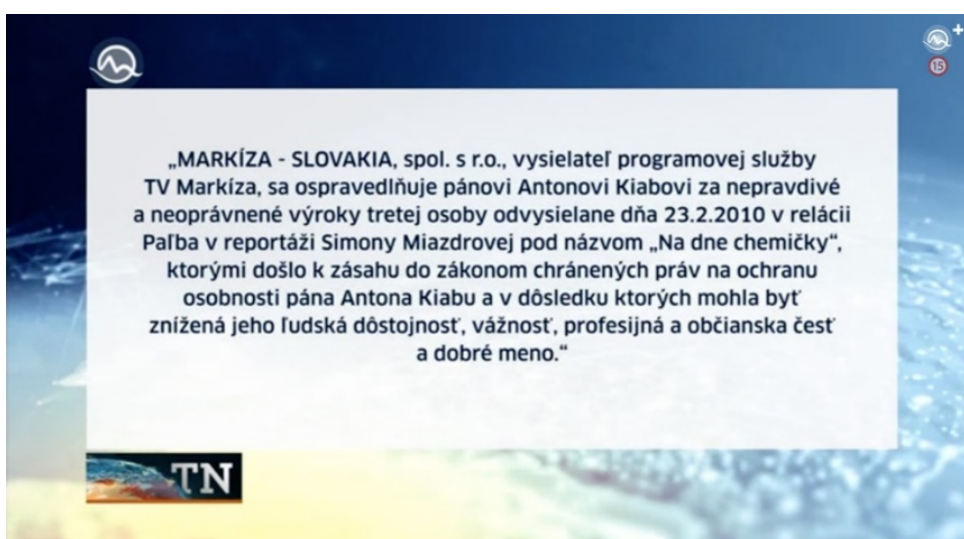 +
15
„MARKÍZA - SLOVAKIA, spol. s r.o., vysielateľ programovej služby
TV Markíza, sa ospravedlňuje pánovi Antonovi Kiabovi za nepravdivé
a neoprávnené výroky tretej osoby odvysielane dňa 23.2.2010 v relácii
Paľba v reportáži Simony Miazdrovej pod názvom „Na dne chemičky“,
ktorými došlo k zásahu do zákonom chránených práv na ochranu
osobnosti pána Antona Kiabu a v dôsledku ktorých mohla byť
znížená jeho ľudská dôstojnosť, vážnosť, profesijná a občianska česť
a dobré meno.“
TN